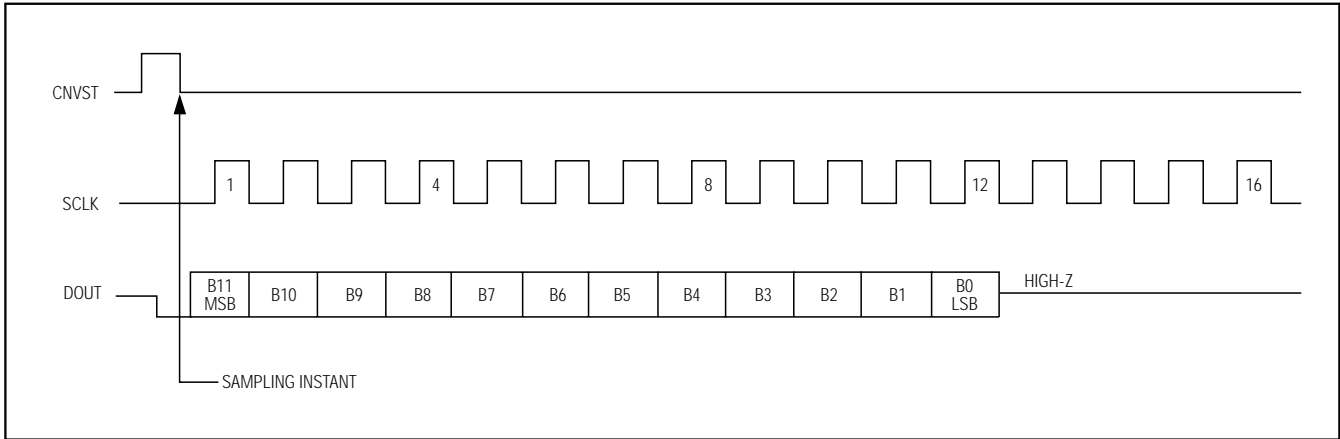 CNVST
SCLK
1
4
8
12
16
DOUT
B11
MSB
B10
B9
B8
B7
B6
B5
B4
B3
B2
B1
B0
LSB
HIGH-Z
SAMPLING INSTANT